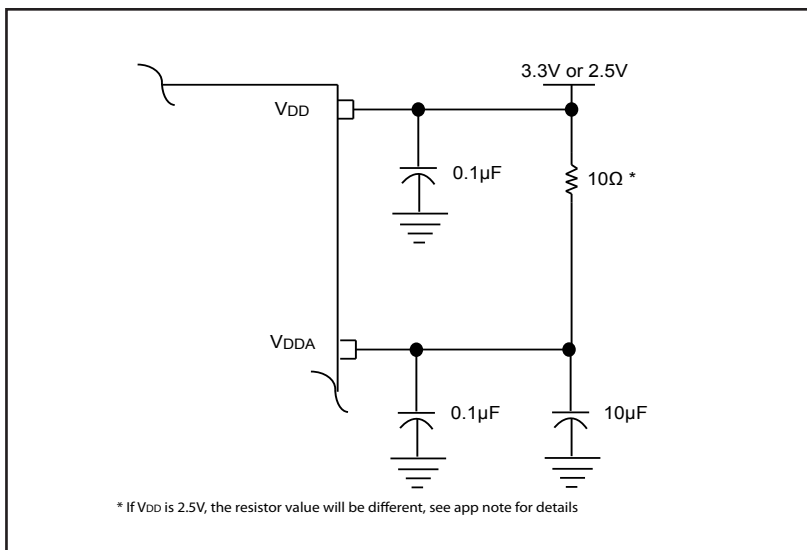 3.3V or 2.5V
VDD
0.1µF
10Ω *
VDDA
0.1µF
10µF
* If VDD is 2.5V, the resistor value will be different, see app note for details